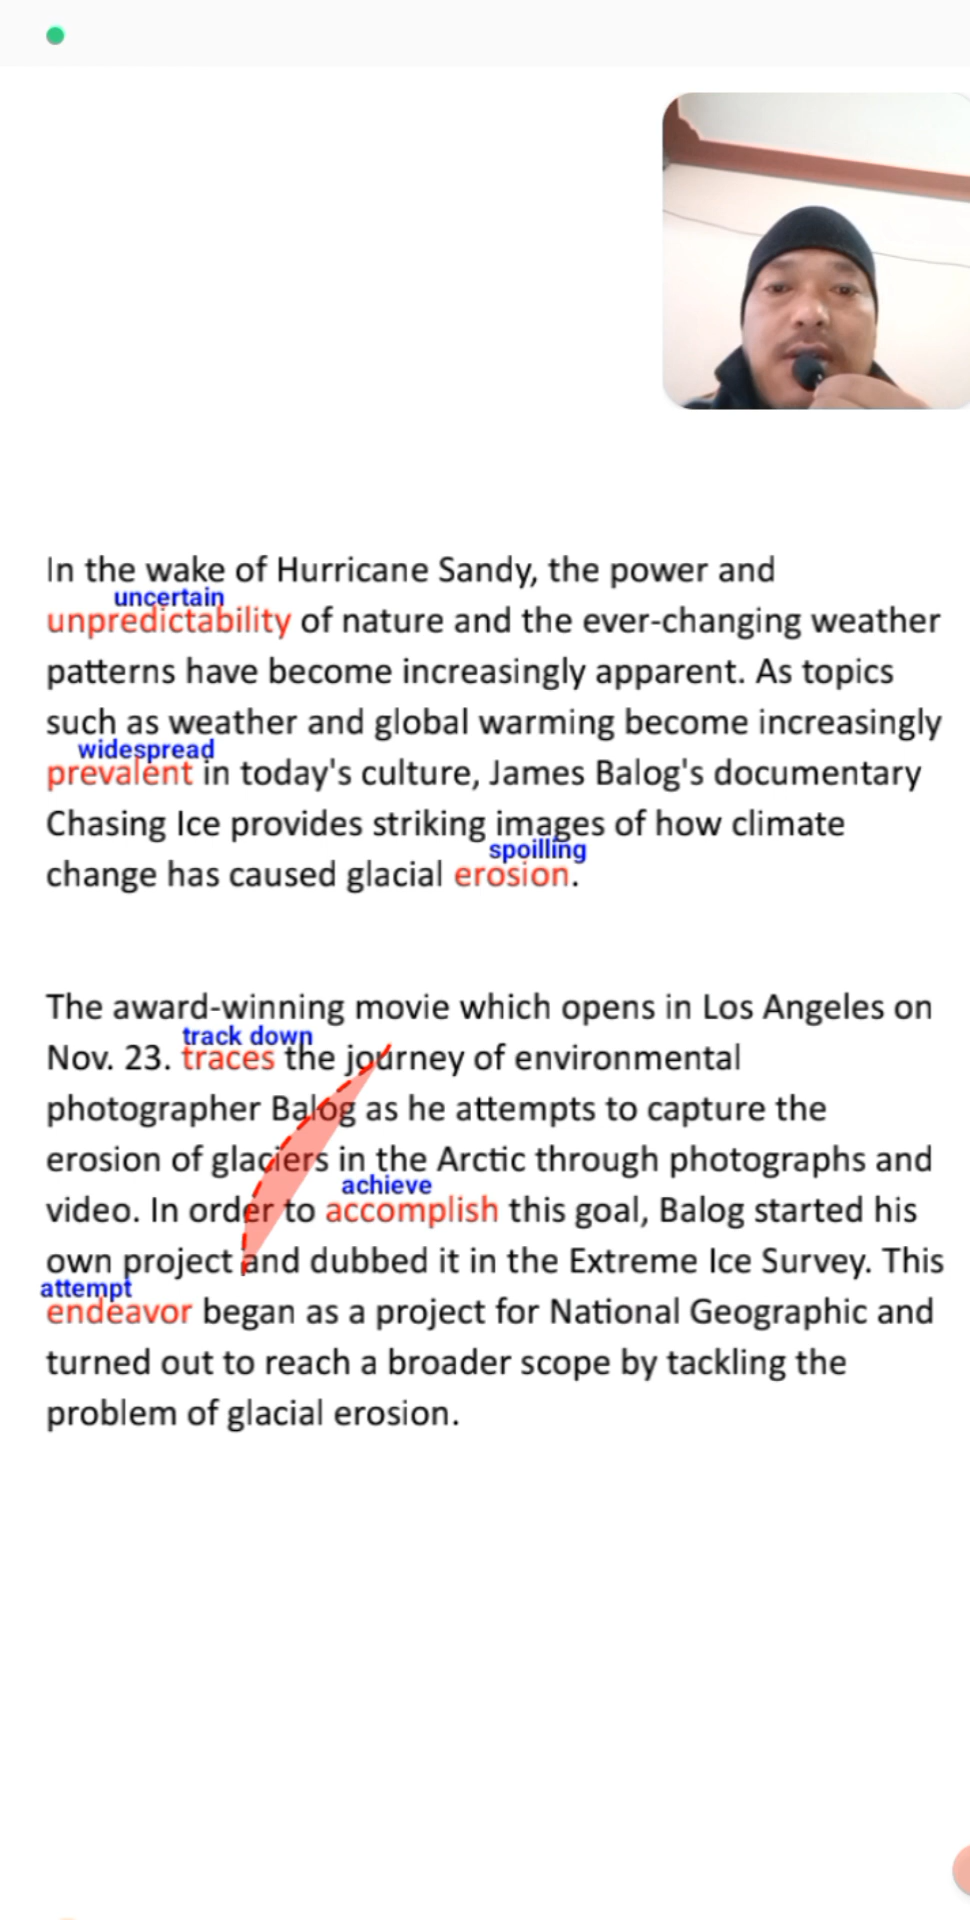 In the wake of Hurricane Sandy, the power and
uncertain
unpredictability of nature and the ever-changing weather
patterns have become increasingly apparent. As topics
such as weather and global warming become increasingly
widespread
prevalent in today's culture, James Balog's documentary
Chasing Ice provides striking images of how climate
spoilling
change has caused glacial erosion.
The award-winning movie which opens in Los Angeles on
track down
Nov. 23. traces the journey of environmental
photographer Balog as he attempts to capture the
erosion of glaciers in the Arctic through photographs and
achieve
video. In order to accomplish this goal, Balog started his
own project and dubbed it in the Extreme Ice Survey. This
attempt
endeavor began as a project for National Geographic and
turned out to reach a broader scope by tackling the
problem of glacial erosion.